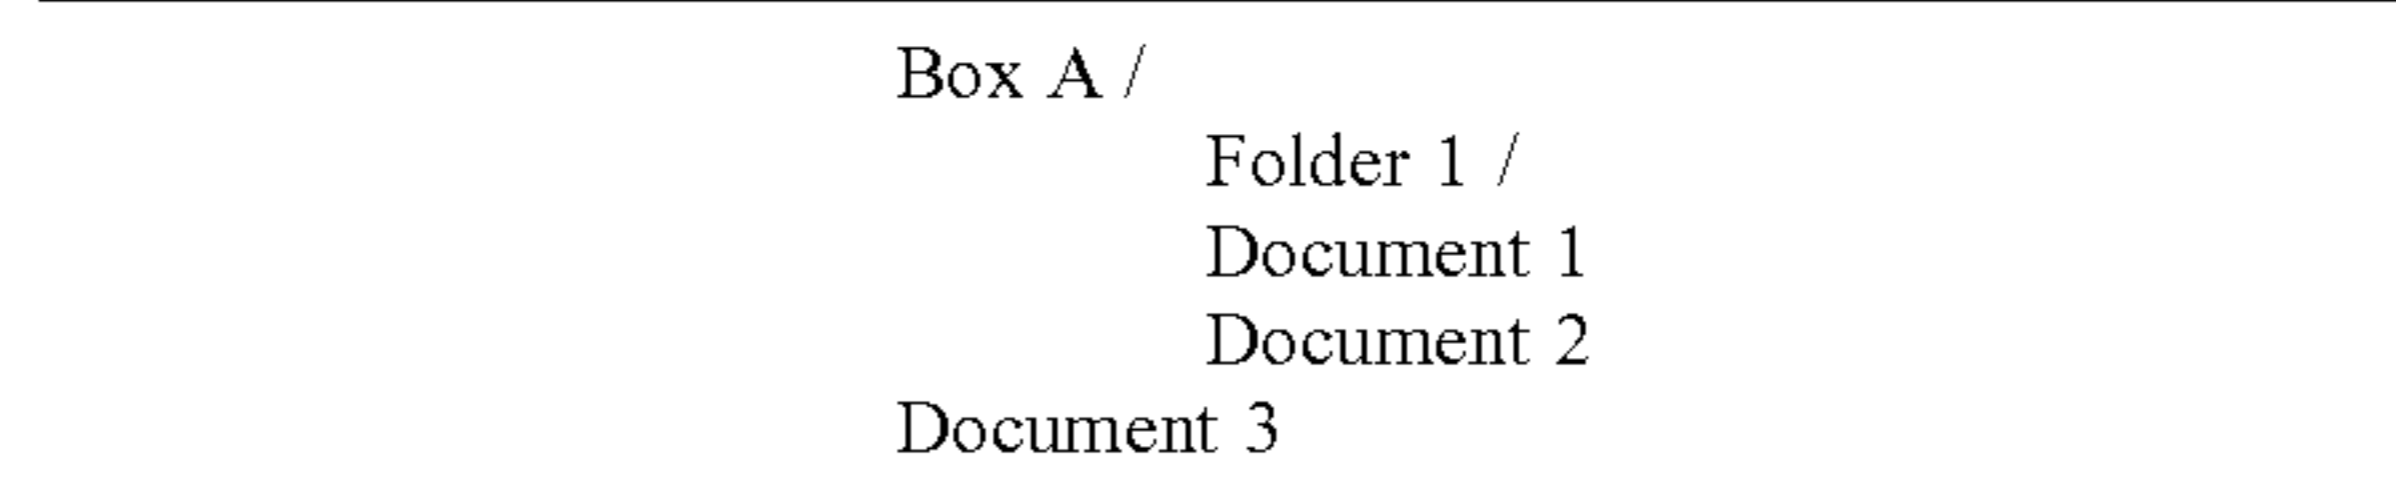 Box A /
Folder 1 /
Document 1
Document 2
Document 3